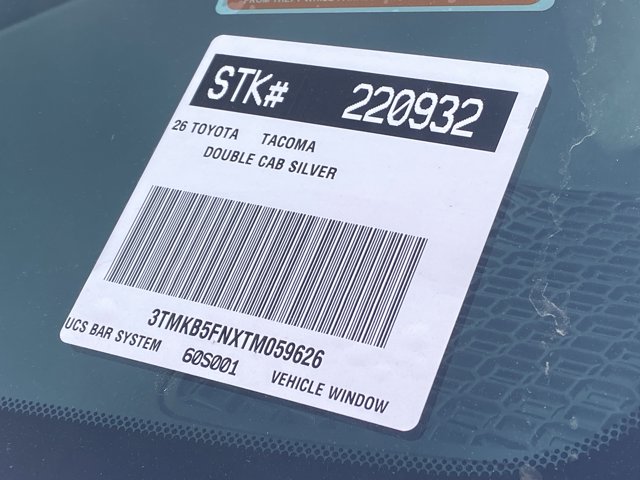 STK# 220932
26 TOYOTA TACOMA
DOUBLE CAB SILVER
3TMKB5FNXTM059626
UCS BAR SYSTEM 60S001 VEHICLE WINDOW